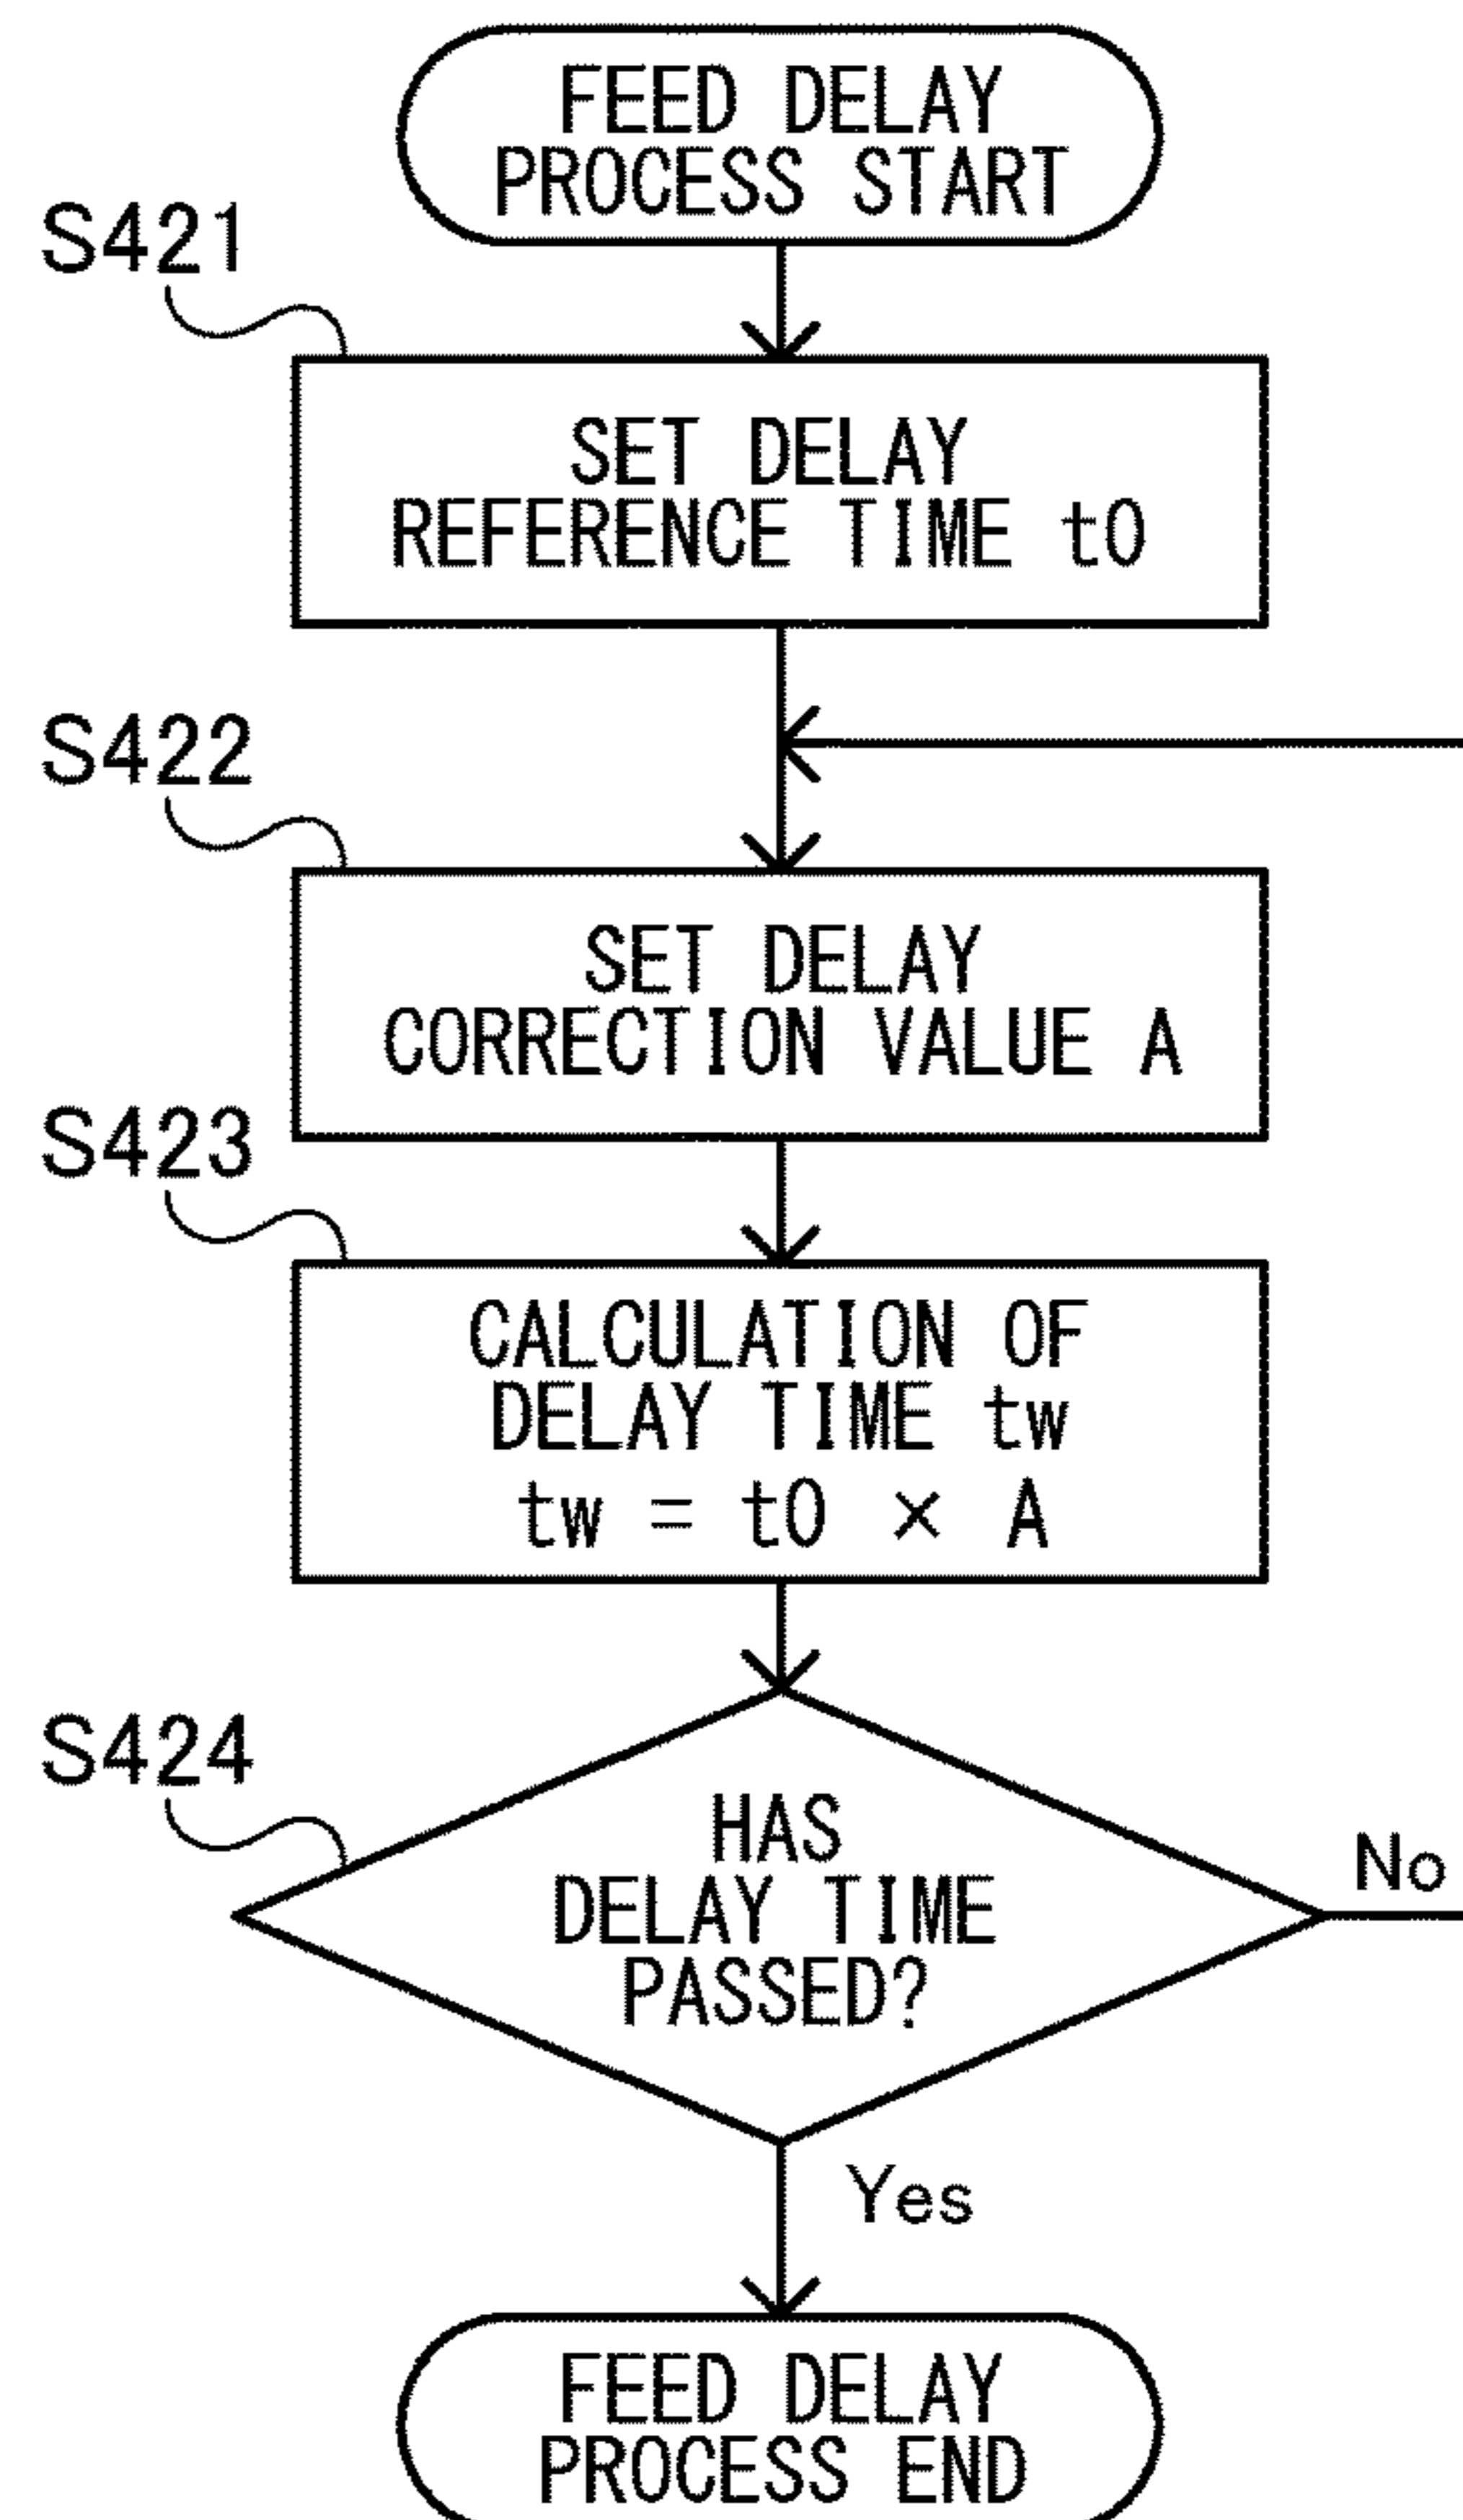 FEED DELAY
PROCESS START
S421
SET DELAY
REFERENCE TIME t0
S422
SET DELAY
CORRECTION VALUE A
S423
CALCULATION OF
DELAY TIME tw
tw = t0 × A
S424
HAS
DELAY TIME
PASSED?
No
Yes
FEED DELAY
PROCESS END